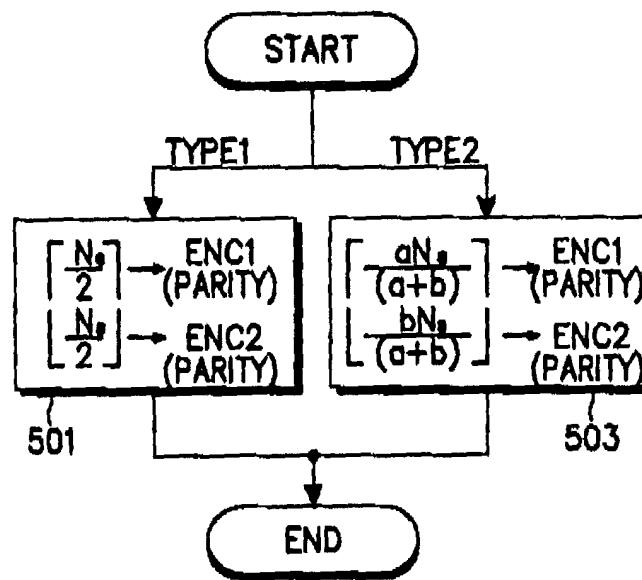 START
TYPE1 TYPE2
[Ns/2] → ENC1 (PARITY)
[Ns/2] → ENC2 (PARITY)
[aNs/(a+b)] → ENC1 (PARITY)
[bNs/(a+b)] → ENC2 (PARITY)
501
503
END